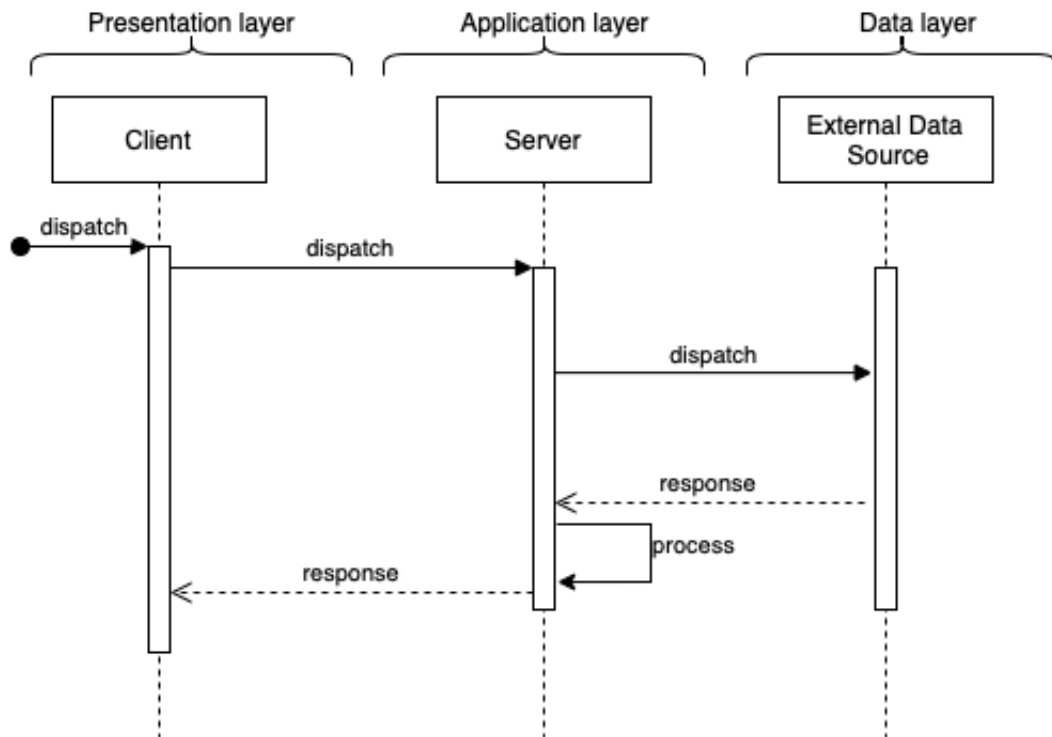 Presentation layer
Application layer
Data layer
Client
Server
External Data
Source
dispatch
dispatch
dispatch
response
process
response